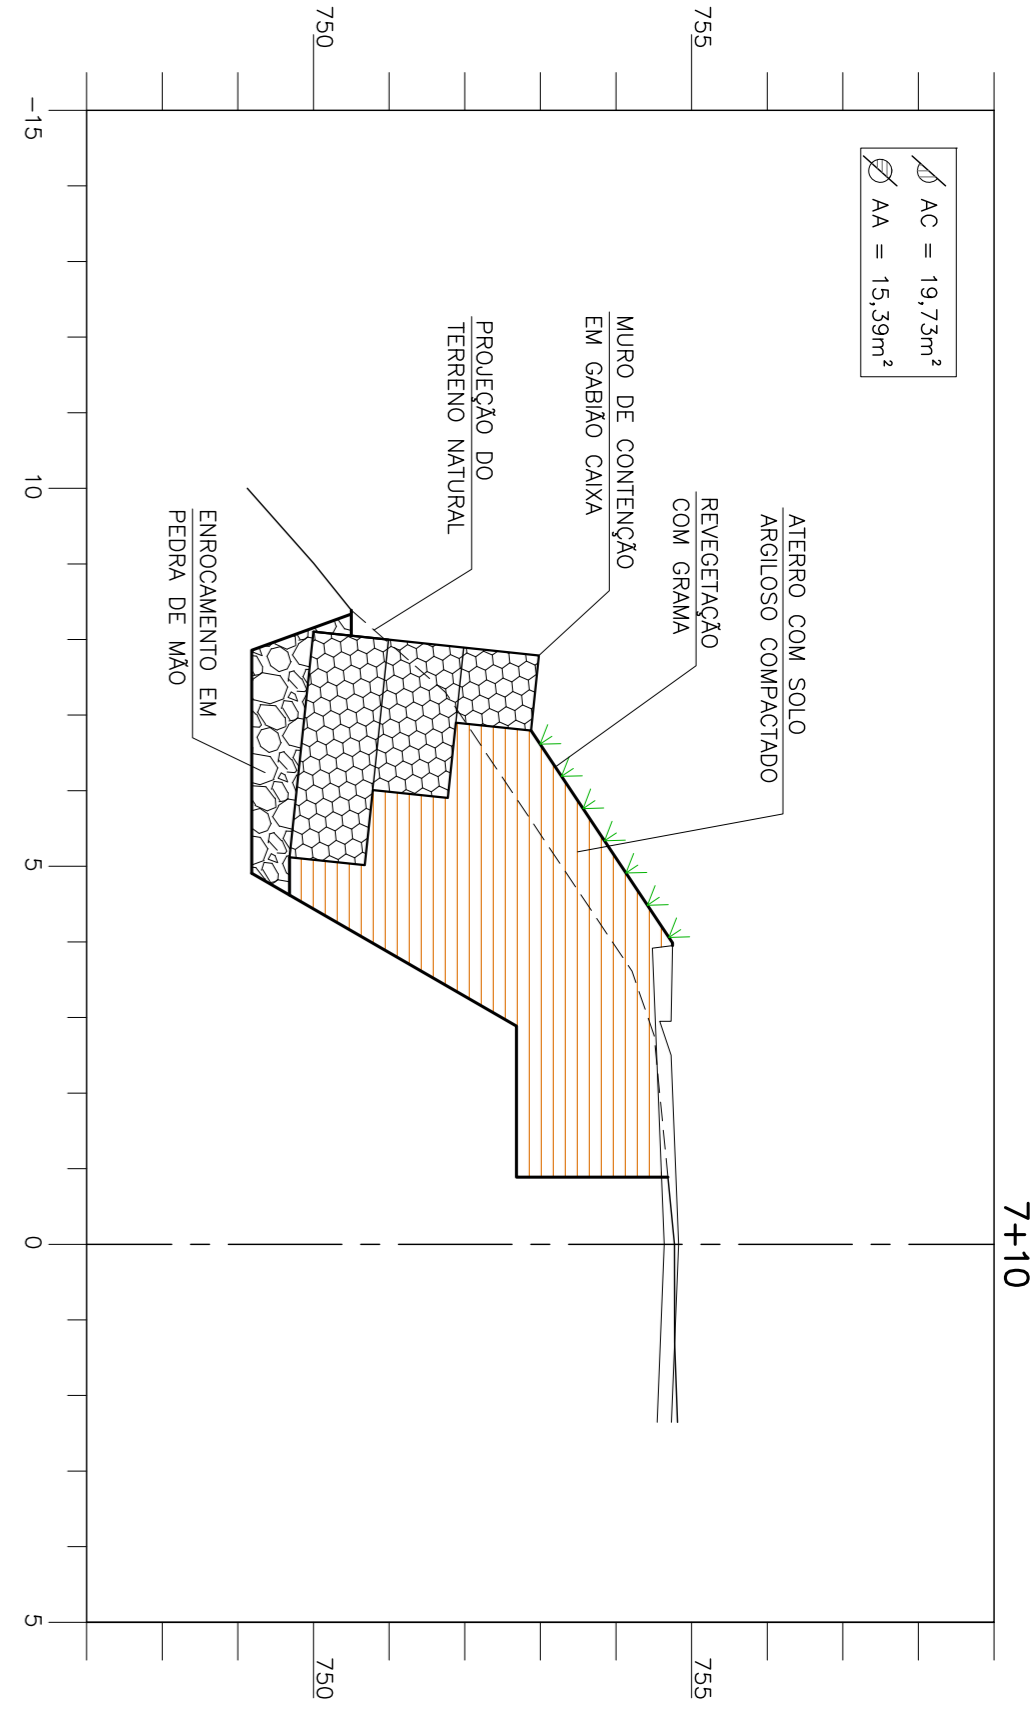 7+10
755
750
755
750
AC = 19,73m²
AA = 15,39m²
ATERRO COM SOLO
ARGILOSO COMPACTADO
REVEGETAÇÃO
COM GRAMA
MURO DE CONTENÇÃO
EM GABIÃO CAIXA
PROJEÇÃO DO
TERRENO NATURAL
ENROCAMENTO EM
PEDRA DE MÃO
-15
10
5
0
5